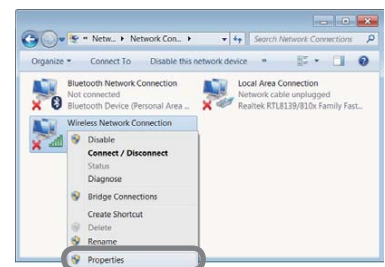 Netw... ▸ Network Con... ▸
Search Network Connections
Organize
Connect To
Disable this network device
»
Bluetooth Network Connection
Not connected
Bluetooth Device (Personal Area ...
Local Area Connection
Network cable unplugged
Realtek RTL8139/810x Family Fast...
Wireless Network Connection
Disable
Connect / Disconnect
Status
Diagnose
Bridge Connections
Create Shortcut
Delete
Rename
Properties